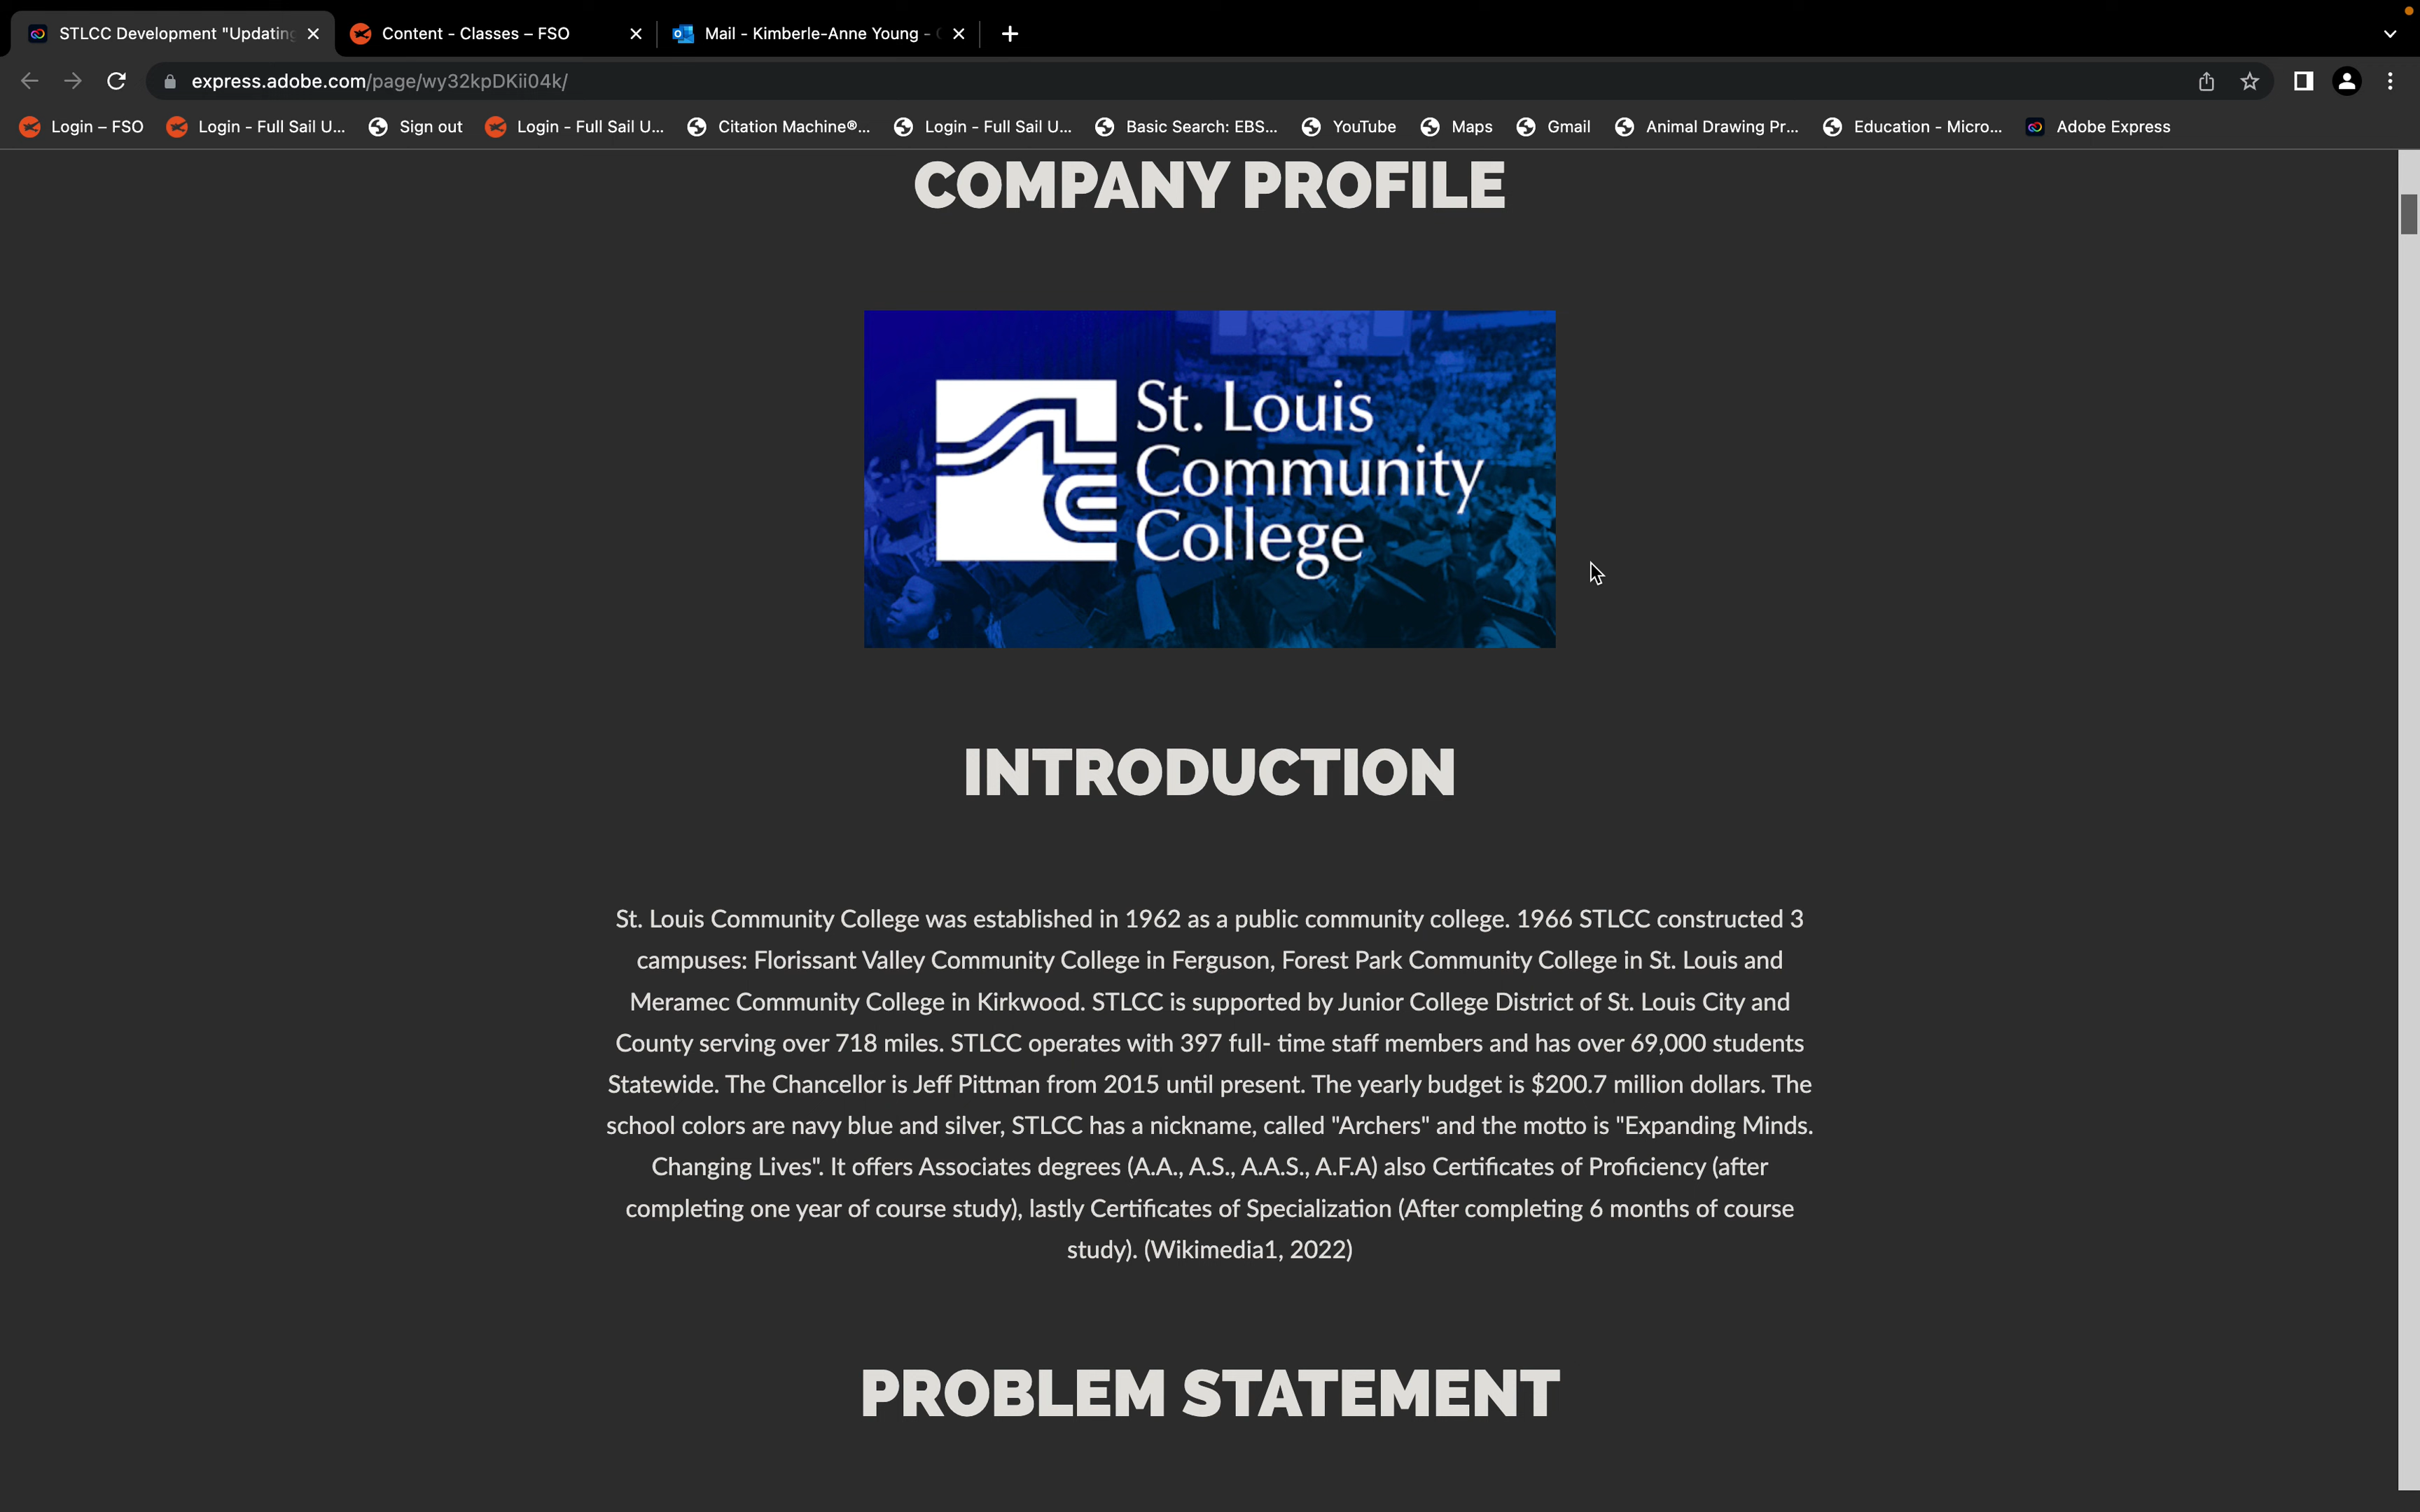 STLCC Development "Updating
Content - Classes – FSO
Mail - Kimberle-Anne Young -
express.adobe.com/page/wy32kpDKii04k/
Login – FSO
Login - Full Sail U...
Sign out
Login - Full Sail U...
Citation Machine®...
Login - Full Sail U...
Basic Search: EBS...
YouTube
Maps
Gmail
Animal Drawing Pr...
Education - Micro...
Adobe Express
COMPANY PROFILE
St. Louis
Community
College
INTRODUCTION
St. Louis Community College was established in 1962 as a public community college. 1966 STLCC constructed 3
campuses: Florissant Valley Community College in Ferguson, Forest Park Community College in St. Louis and
Meramec Community College in Kirkwood. STLCC is supported by Junior College District of St. Louis City and
County serving over 718 miles. STLCC operates with 397 full- time staff members and has over 69,000 students
Statewide. The Chancellor is Jeff Pittman from 2015 until present. The yearly budget is $200.7 million dollars. The
school colors are navy blue and silver, STLCC has a nickname, called "Archers" and the motto is "Expanding Minds.
Changing Lives". It offers Associates degrees (A.A., A.S., A.A.S., A.F.A) also Certificates of Proficiency (after
completing one year of course study), lastly Certificates of Specialization (After completing 6 months of course
study). (Wikimedia1, 2022)
PROBLEM STATEMENT